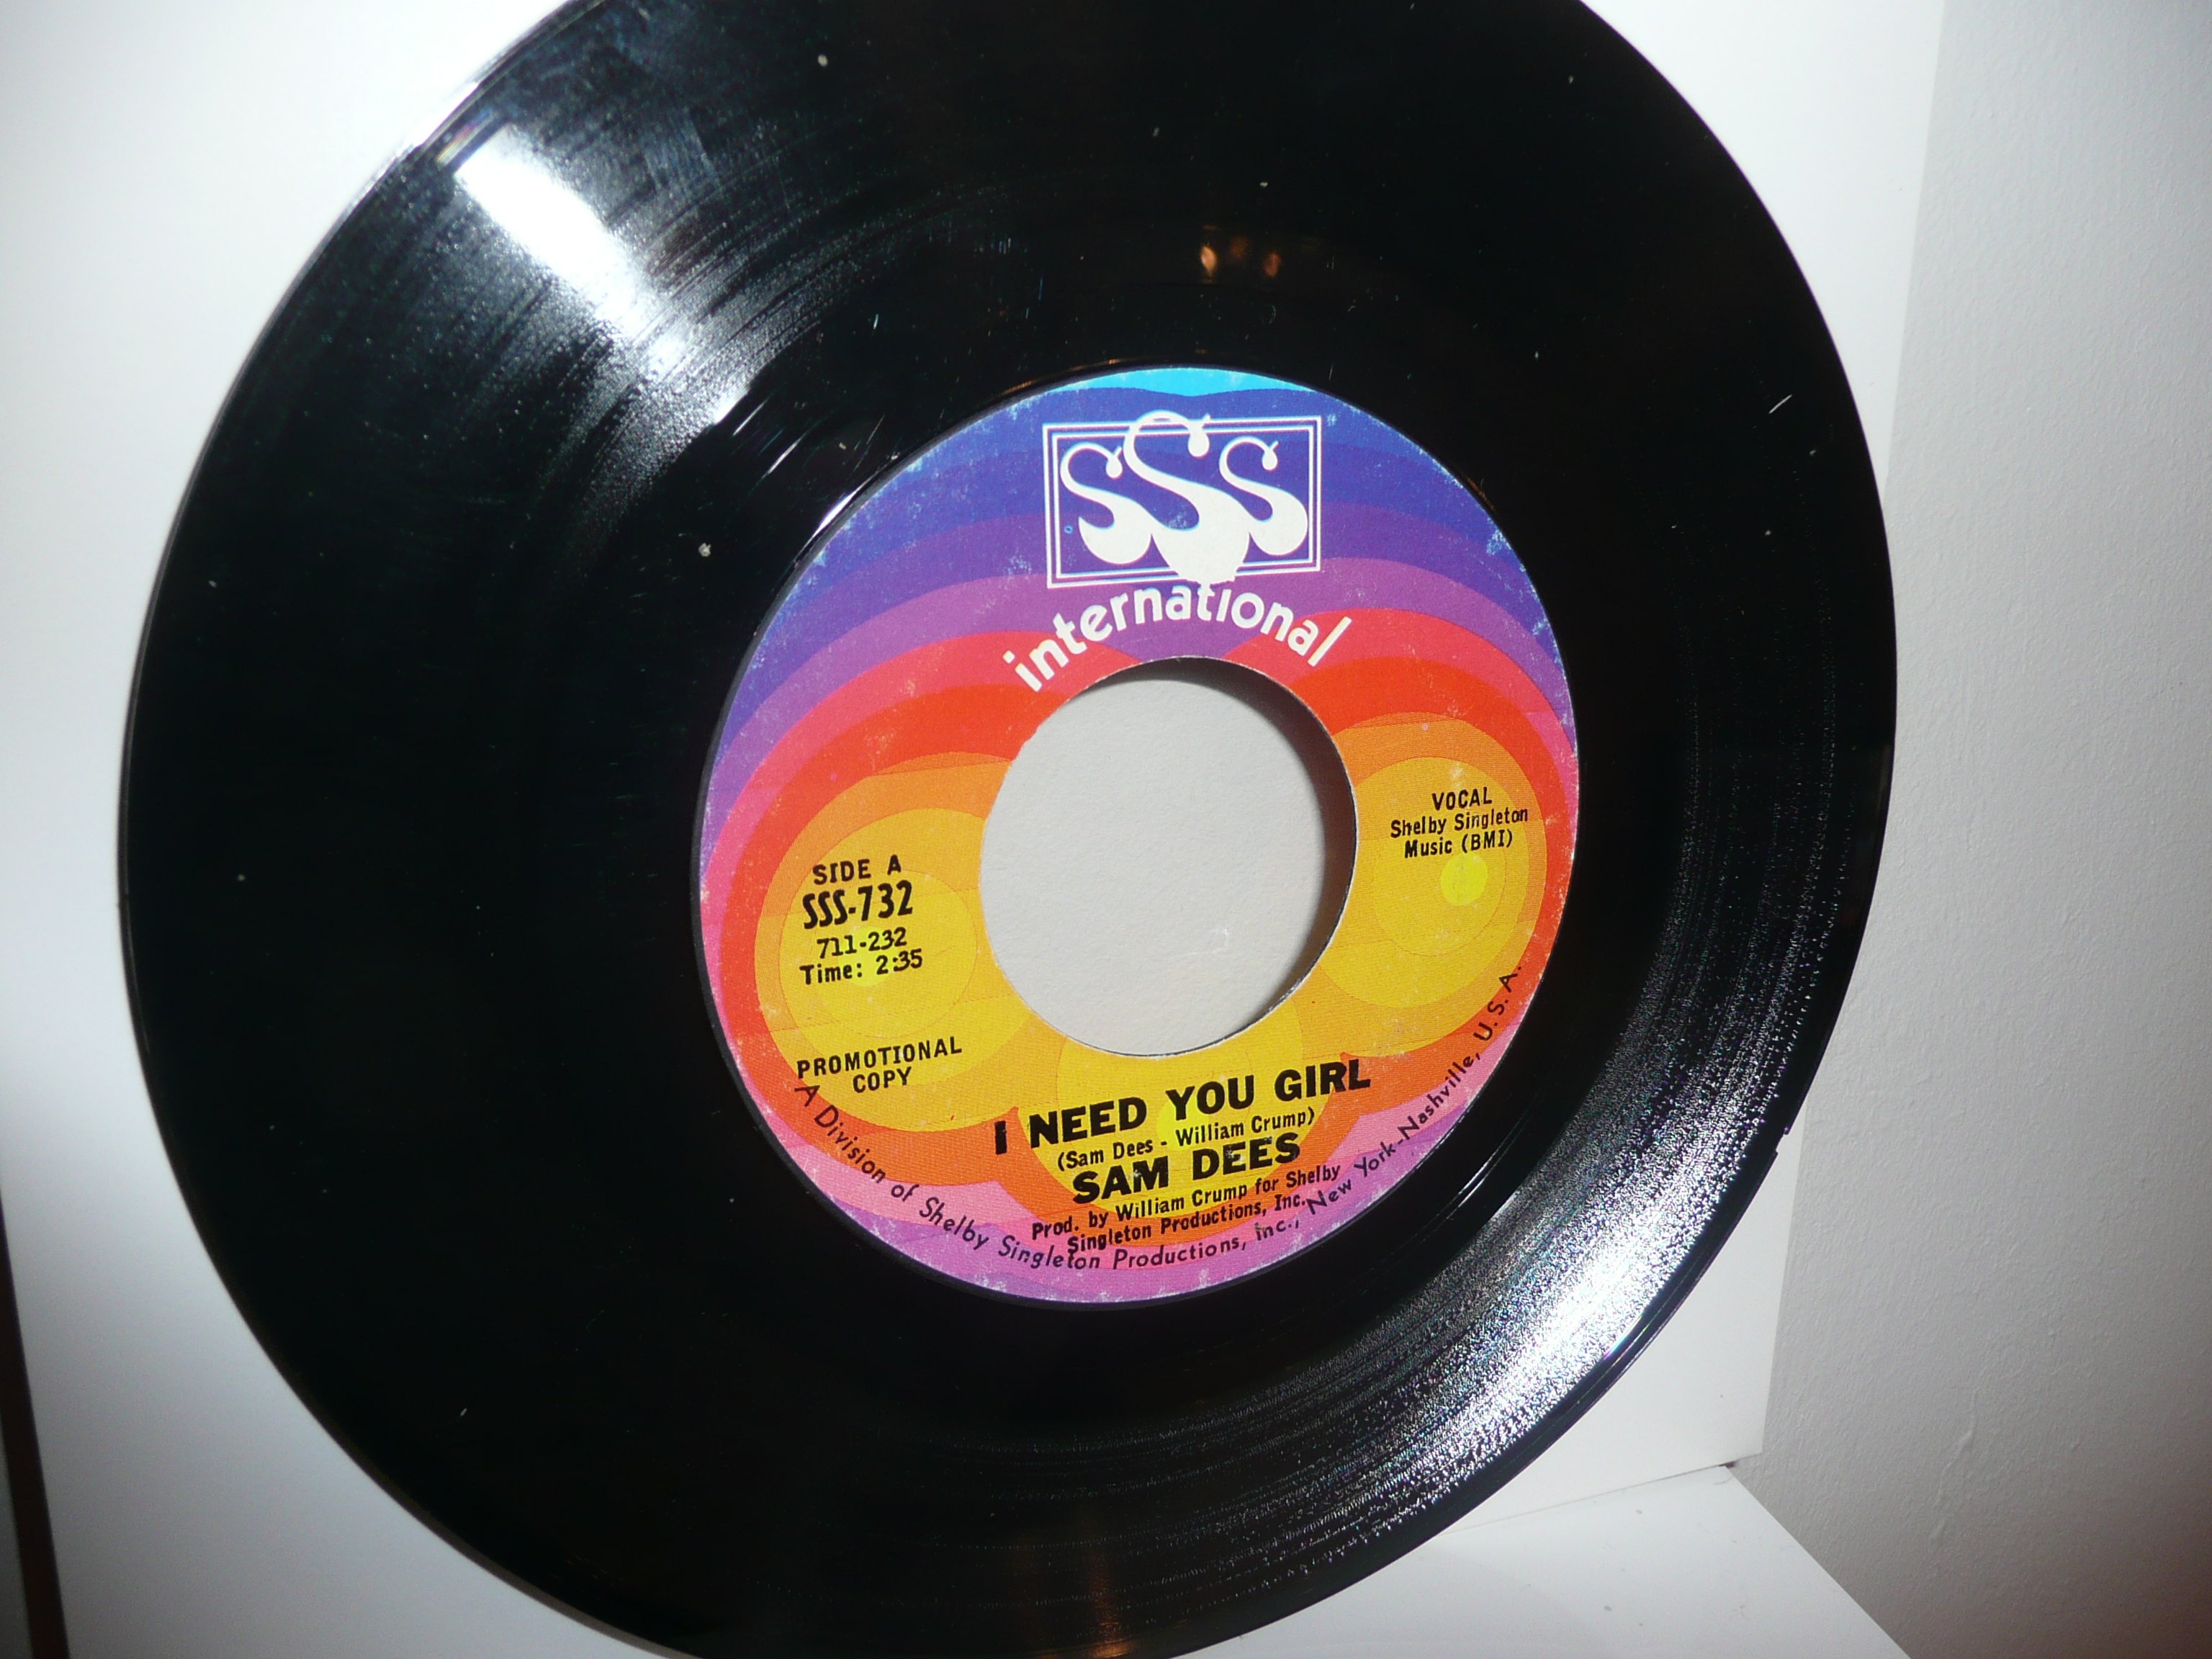 SSS
international
VOCAL
Shelby Singleton
Music (BMI)
SIDE A
SSS-732
711-232
Time: 2:35
PROMOTIONAL
COPY
I NEED YOU GIRL
(Sam Dees - William Crump)
SAM DEES
Prod. by William Crump for Shelby
Singleton Productions, Inc.
A Division of Shelby Singleton Productions, Inc., New York-Nashville, U.S.A.